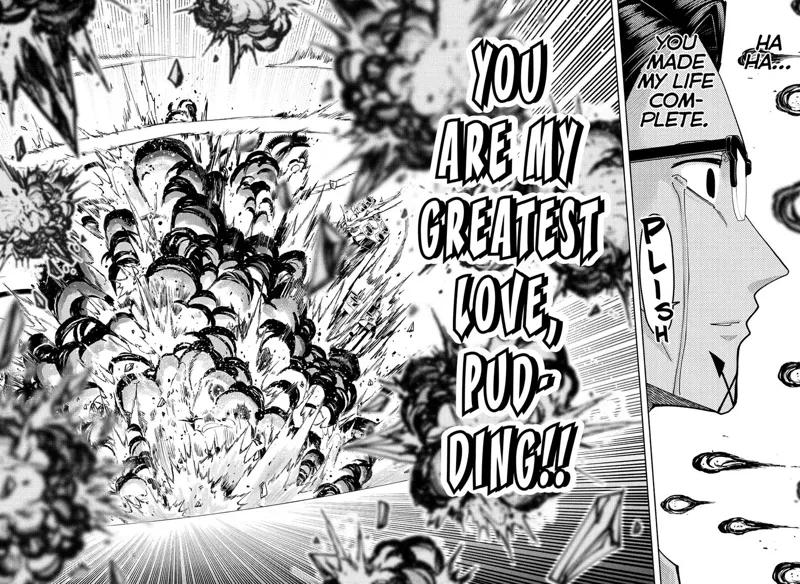 HA
HA...
YOU
MADE
MY LIFE
COM-
PLETE.
PLISH
YOU
ARE MY
GREATEST
LOVE,
PUD-
DING!!